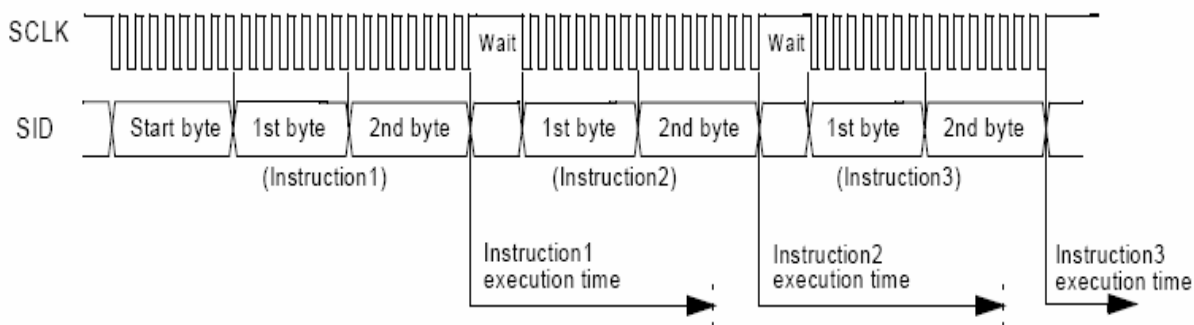 SCLK
Wait
Wait
SID
Start byte
1st byte
2nd byte
1st byte
2nd byte
1st byte
2nd byte
(Instruction1)
(Instruction2)
(Instruction3)
Instruction1
execution time
Instruction2
execution time
Instruction3
execution time